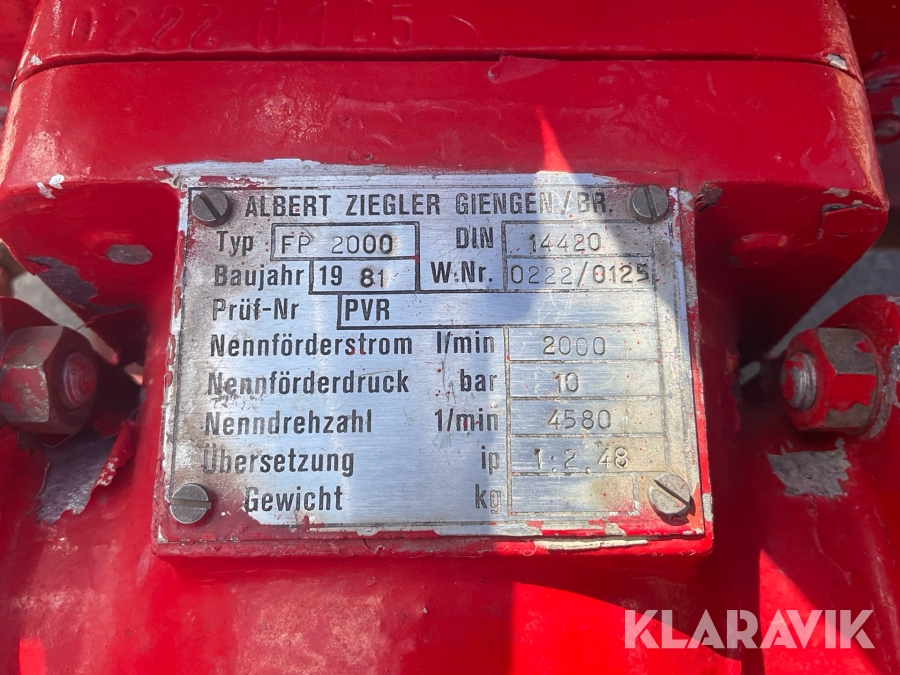 0222 0125
ALBERT ZIEGLER GIENGEN/BR.
Typ FP 2000 DIN 14420
Baujahr 19 81 W.Nr. 0222/0125
Prüf-Nr PVR
Nennförderstrom l/min 2000
Nennförderdruck bar 10
Nenndrehzahl 1/min 4580
Übersetzung ip 1:2.48
Gewicht kg
KLARAVIK